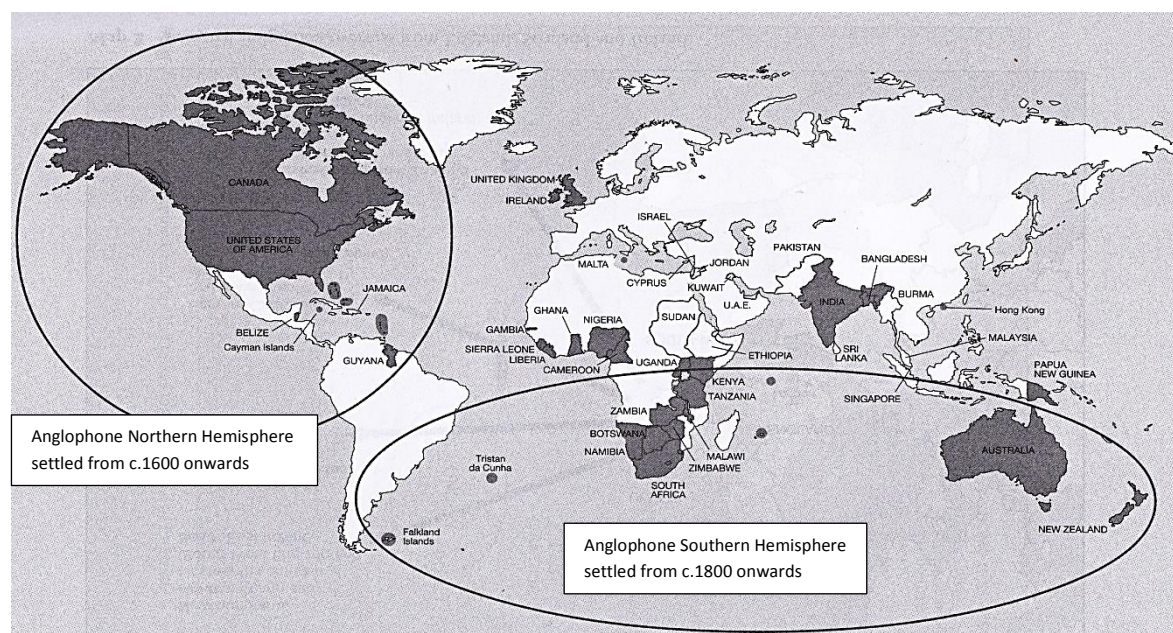 CANADA
UNITED STATES
OF AMERICA
JAMAICA
BELIZE
Cayman Islands
GUYANA
UNITED KINGDOM
IRELAND
MALTA
CYPRUS
ISRAEL
JORDAN
KUWAIT
U.A.E.
PAKISTAN
BANGLADESH
INDIA
BURMA
Hong Kong
SRI
LANKA
MALAYSIA
SINGAPORE
PAPUA
NEW GUINEA
GAMBIA
SIERRA LEONE
LIBERIA
GHANA
NIGERIA
CAMEROON
SUDAN
ETHIOPIA
UGANDA
KENYA
TANZANIA
ZAMBIA
BOTSWANA
NAMIBIA
MALAWI
ZIMBABWE
SOUTH
AFRICA
Tristan
da Cunha
Falkland
Islands
AUSTRALIA
NEW ZEALAND
Anglophone Northern Hemisphere
settled from c.1600 onwards
Anglophone Southern Hemisphere
settled from c.1800 onwards